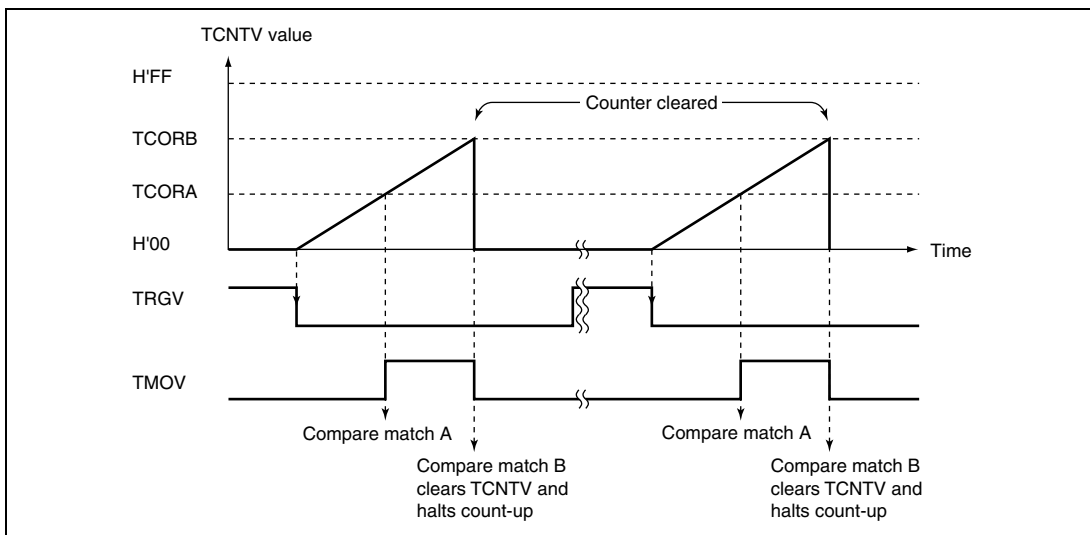 TCNTV value
H'FF
Counter cleared
TCORB
TCORA
H'00
Time
TRGV
TMOV
Compare match A
Compare match A
Compare match B
clears TCNTV and
halts count-up
Compare match B
clears TCNTV and
halts count-up